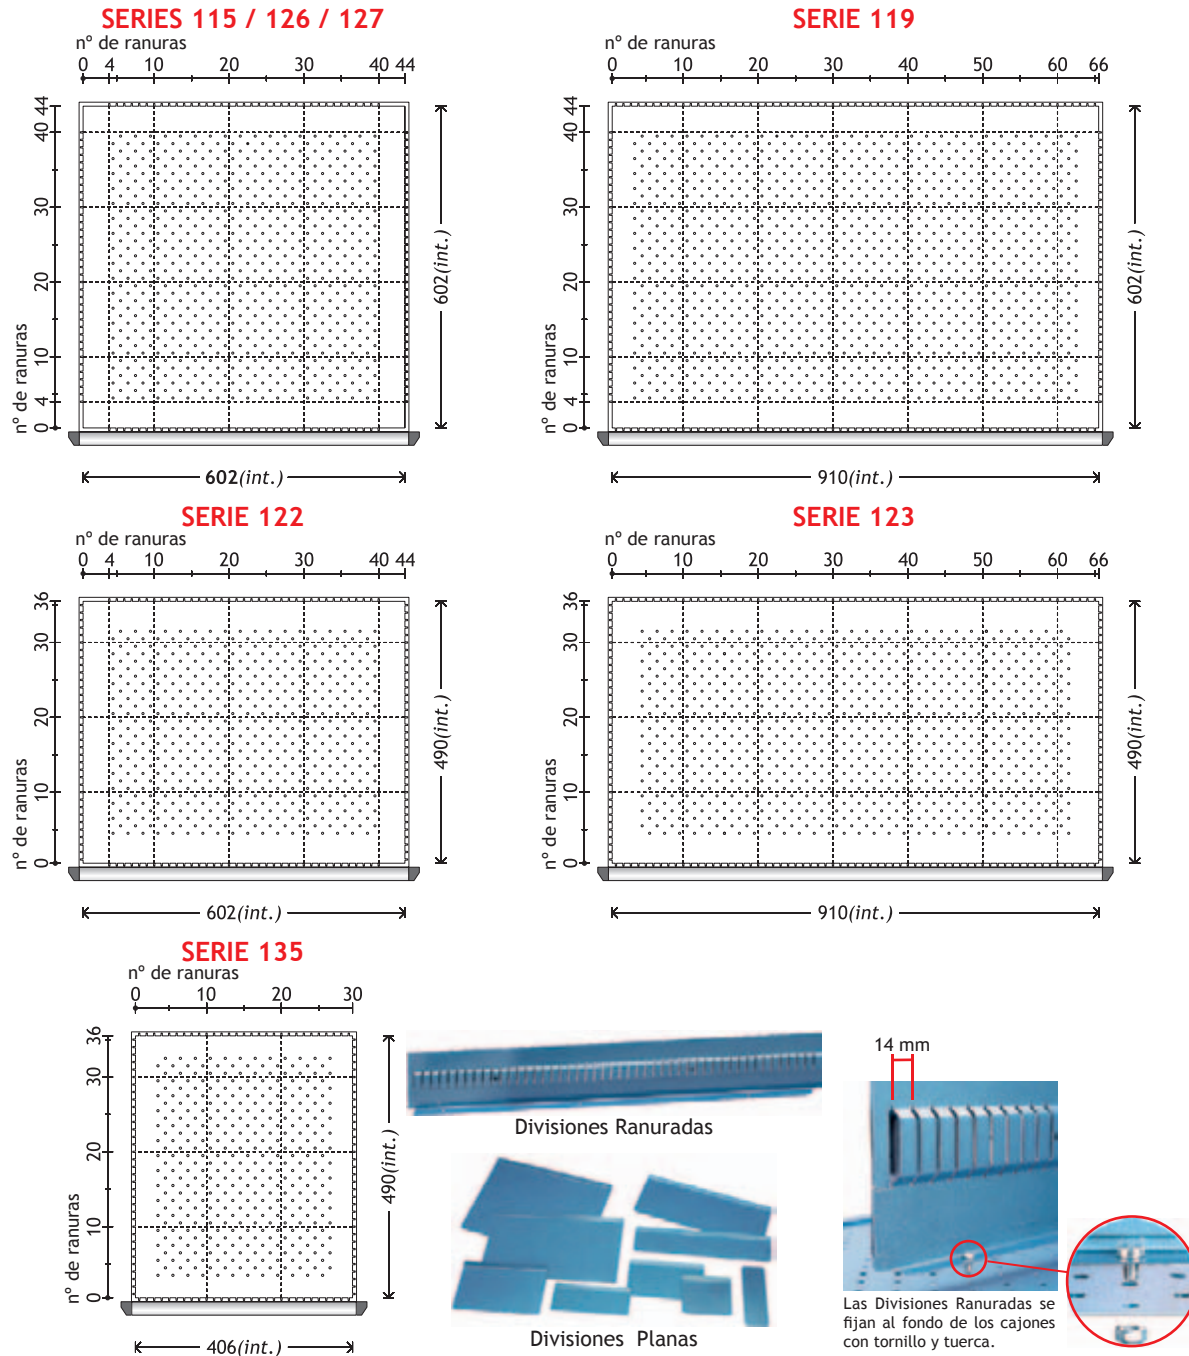 SERIES 115 / 126 / 127
nº de ranuras
0 4 10 20 30 40 44
44
40
30
20
10
4
0
nº de ranuras
602(int.)
602(int.)
SERIE 119
nº de ranuras
0 10 20 30 40 50 60 66
44
40
30
20
10
4
0
nº de ranuras
602(int.)
910(int.)
SERIE 122
nº de ranuras
0 4 10 20 30 40 44
36
30
20
10
0
nº de ranuras
490(int.)
602(int.)
SERIE 123
nº de ranuras
0 10 20 30 40 50 60 66
36
30
20
10
0
nº de ranuras
490(int.)
910(int.)
SERIE 135
nº de ranuras
0 10 20 30
36
30
20
10
0
nº de ranuras
490(int.)
406(int.)
Divisiones Ranuradas
Divisiones Planas
14 mm
Las Divisiones Ranuradas se
fijan al fondo de los cajones
con tornillo y tuerca.